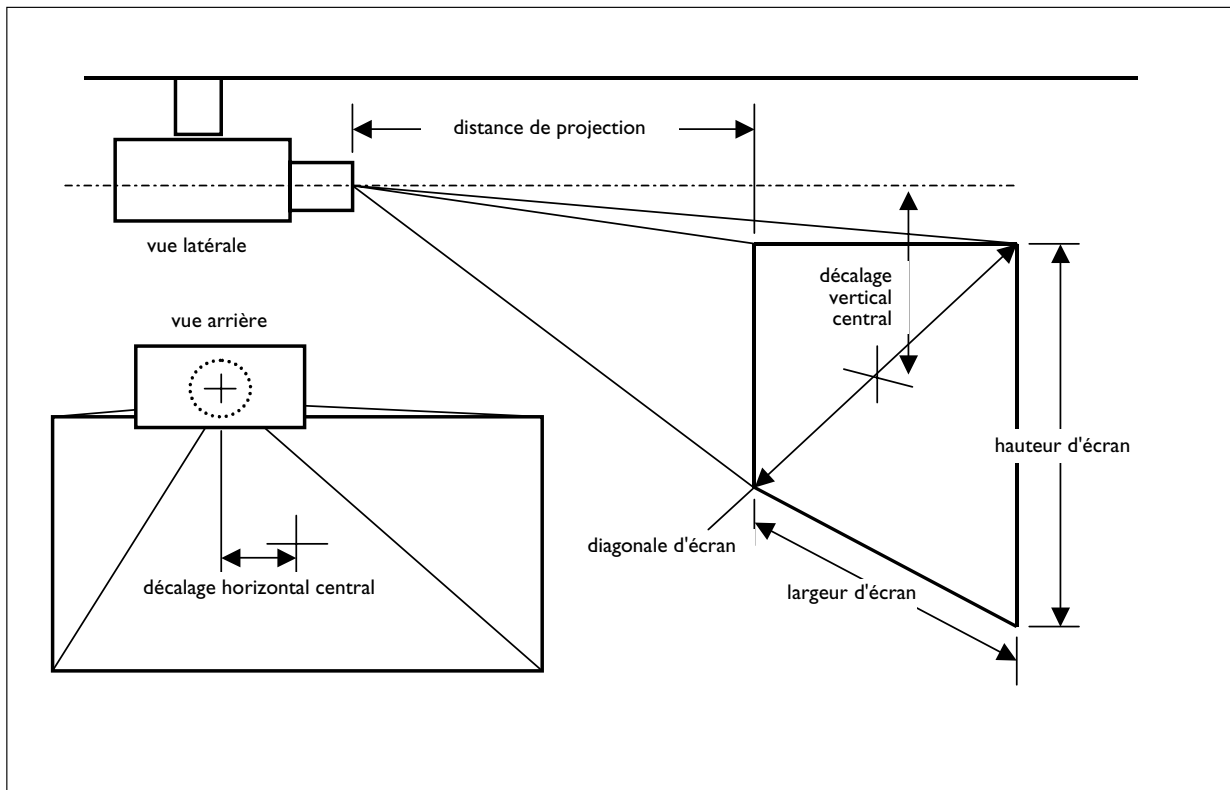 distance de projection
vue latérale
décalage
vertical
central
vue arrière
hauteur d'écran
diagonale d'écran
décalage horizontal central
largeur d'écran